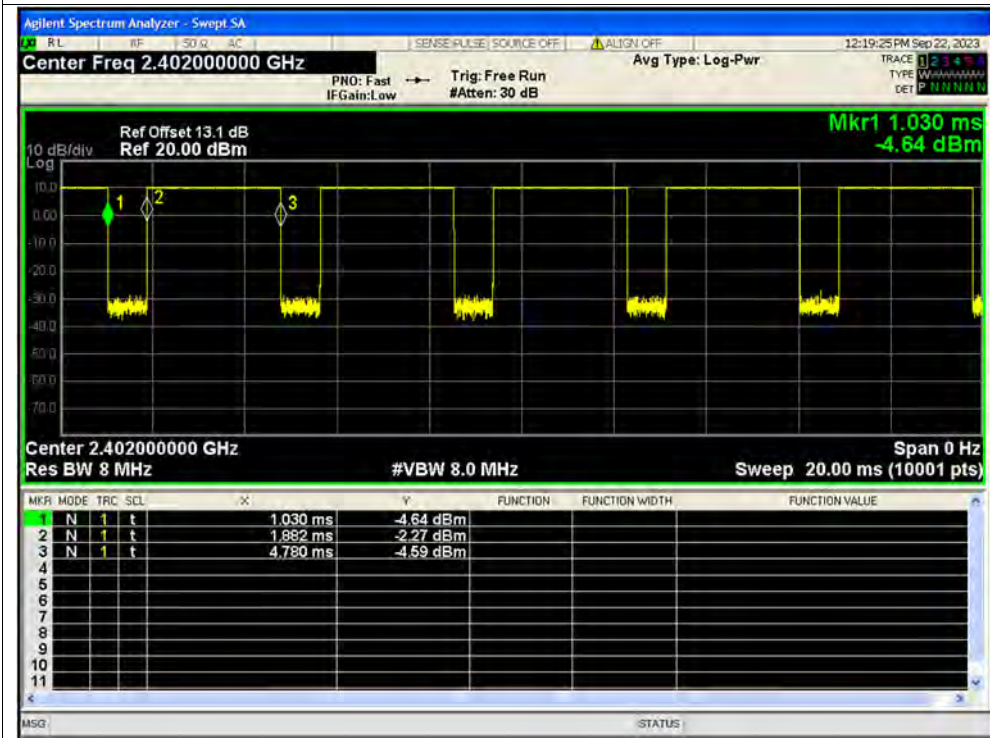 Agilent Spectrum Analyzer - Swept SA
RL RF 50 Ω AC SENSE:PULSE SOURCE OFF ALIGN OFF 12:19:25 PM Sep 22, 2023
Center Freq 2.402000000 GHz Avg Type: Log-Pwr TRACE 1 2 3 4 5 6
PNO: Fast Trig: Free Run TYPE
IFGain:Low #Atten: 30 dB DET P N N N N N
Mkr1 1.030 ms
Ref Offset 13.1 dB
10 dB/div Ref 20.00 dBm -4.64 dBm
Log
10.0
1 2 3
0.00
-10.0
-20.0
-30.0
-40.0
-50.0
-60.0
-70.0
Center 2.402000000 GHz Span 0 Hz
Res BW 8 MHz #VBW 8.0 MHz Sweep 20.00 ms (10001 pts)
MKR MODE TRC SCL X Y FUNCTION FUNCTION WIDTH FUNCTION VALUE
1 N 1 t 1.030 ms -4.64 dBm
2 N 1 t 1.882 ms -2.27 dBm
3 N 1 t 4.780 ms -4.59 dBm
4
5
6
7
8
9
10
11
MSG STATUS